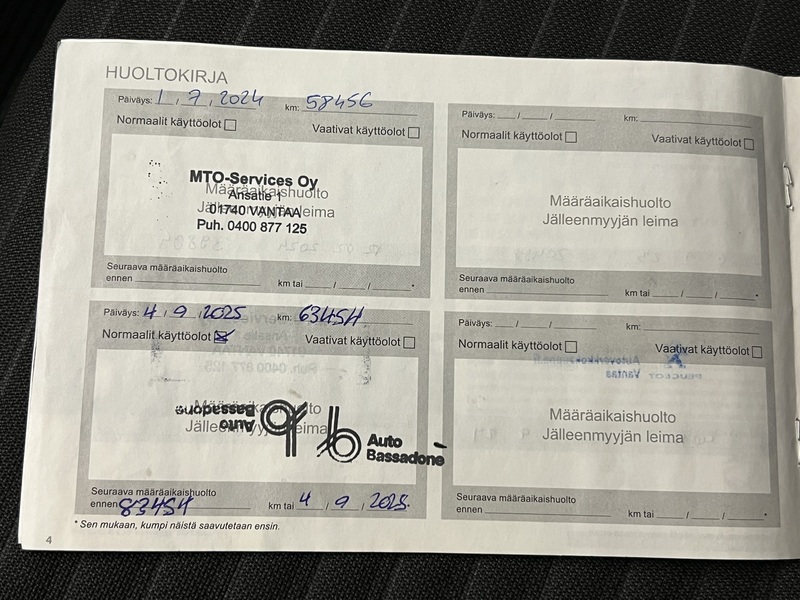 HUOLTOKIRJA
Päiväys: 1 / 7 / 2024 km: 58456
Normaalit käyttöolot Vaativat käyttöolot
MTO-Services Oy
Määräaikaishuolto
Ansatie 1
Jälleenmyyjän leima
01740 VANTAA
Puh. 0400 877 125
Seuraava määräaikaishuolto
ennen km tai / / *
Päiväys: / / km:
Normaalit käyttöolot Vaativat käyttöolot
Määräaikaishuolto
Jälleenmyyjän leima
Seuraava määräaikaishuolto
ennen km tai / / *
Päiväys: 4 / 9 / 2025 km: 63454
Normaalit käyttöolot Vaativat käyttöolot
Määräaikaishuolto
Jälleenmyyjän leima
Auto
Bassadone
Auto
Bassadone
Seuraava määräaikaishuolto
ennen 83454 km tai 4 / 9 / 2025.
Päiväys: / / km:
Normaalit käyttöolot Vaativat käyttöolot
Määräaikaishuolto
Jälleenmyyjän leima
Seuraava määräaikaishuolto
ennen km tai / / *
* Sen mukaan, kumpi näistä saavutetaan ensin.
4